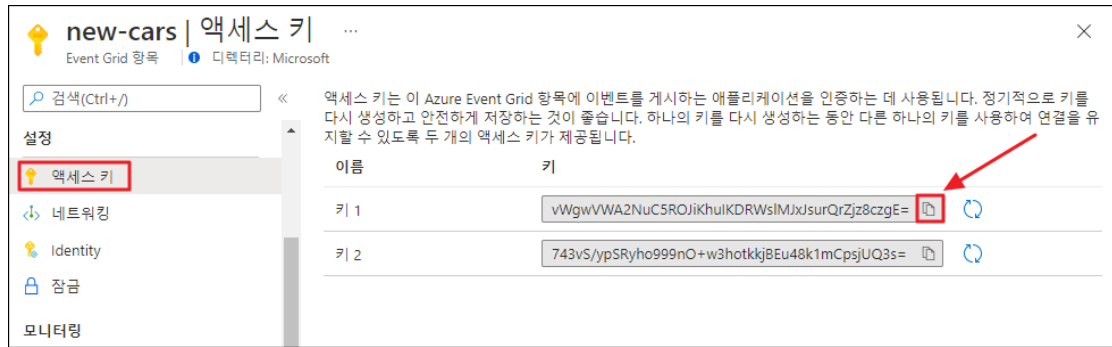 new-cars | 액세스 키 ...
Event Grid 항목 디렉터리: Microsoft
검색(Ctrl+/)
«
설정
액세스 키
네트워킹
Identity
잠금
모니터링
액세스 키는 이 Azure Event Grid 항목에 이벤트를 게시하는 애플리케이션을 인증하는 데 사용됩니다. 정기적으로 키를
다시 생성하고 안전하게 저장하는 것이 좋습니다. 하나의 키를 다시 생성하는 동안 다른 하나의 키를 사용하여 연결을 유
지할 수 있도록 두 개의 액세스 키가 제공됩니다.
이름 키
키 1 vWgwVWA2NuC5ROJiKhuIKDRWslMJxJsurQrZjz8czgE=
키 2 743vS/ypSRyho999nO+w3hotkkjBEu48k1mCpsjUQ3s=